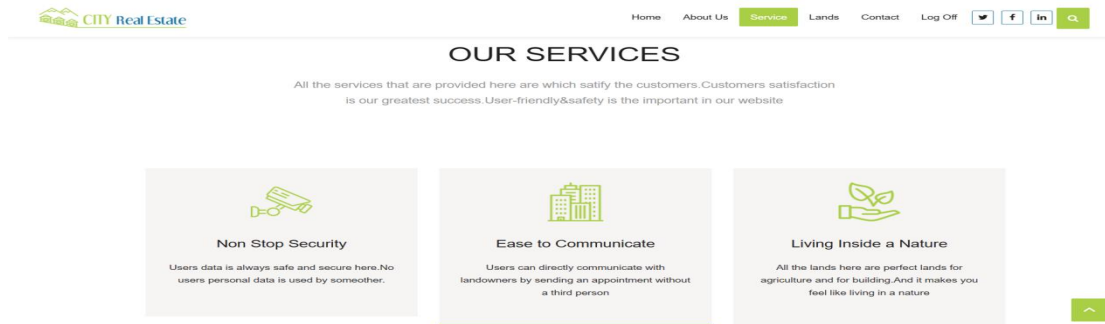 CITY Real Estate
Home About Us Service Lands Contact Log Off
OUR SERVICES
All the services that are provided here are which satify the customers.Customers satisfaction
is our greatest success.User-friendly&safety is the important in our website
Non Stop Security
Users data is always safe and secure here.No
users personal data is used by someother.
Ease to Communicate
Users can directly communicate with
landowners by sending an appointment without
a third person
Living Inside a Nature
All the lands here are perfect lands for
agriculture and for building.And it makes you
feel like living in a nature